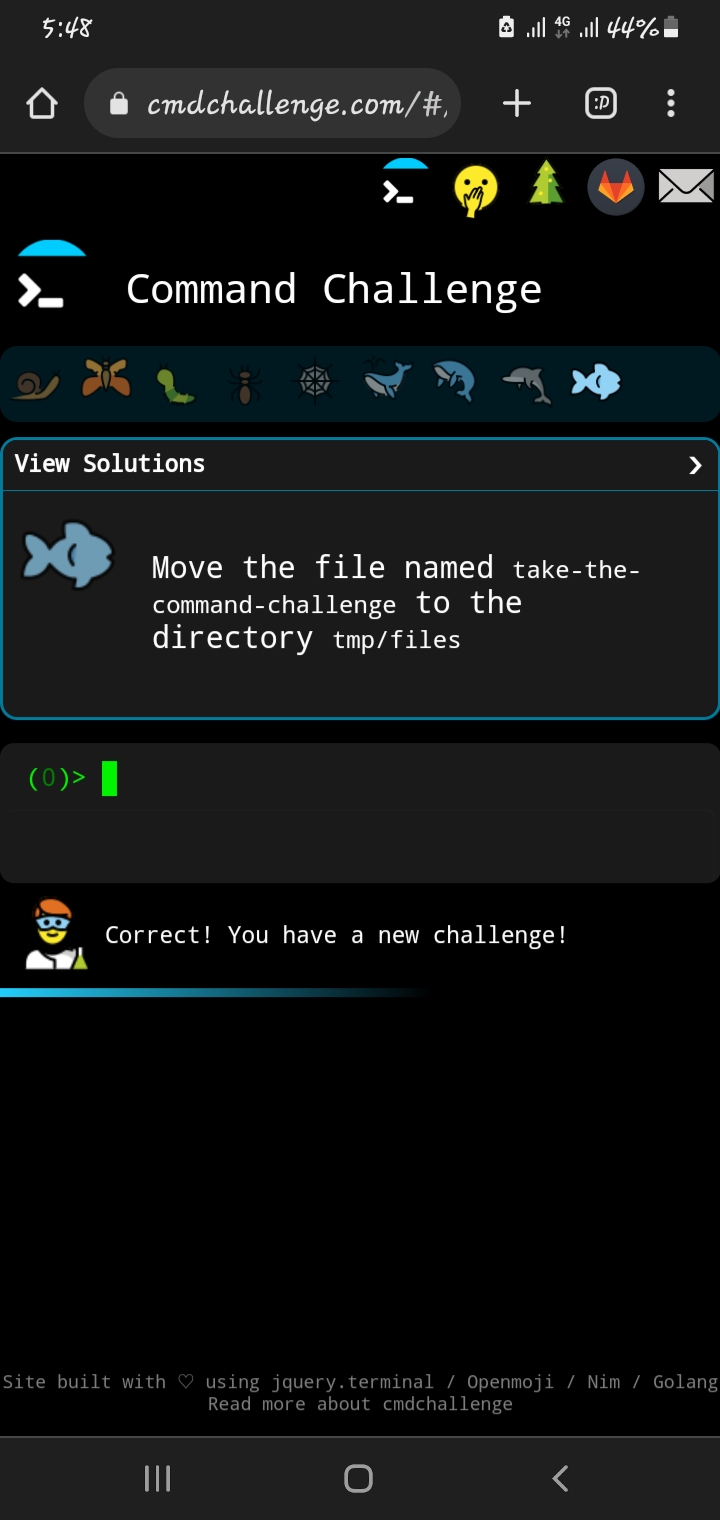 5:48
4G
44%
cmdchallenge.com/#,
:D
Command Challenge
View Solutions
Move the file named take-the-
command-challenge to the
directory tmp/files
(0)>
Correct! You have a new challenge!
Site built with ♡ using jquery.terminal / Openmoji / Nim / Golang
Read more about cmdchallenge